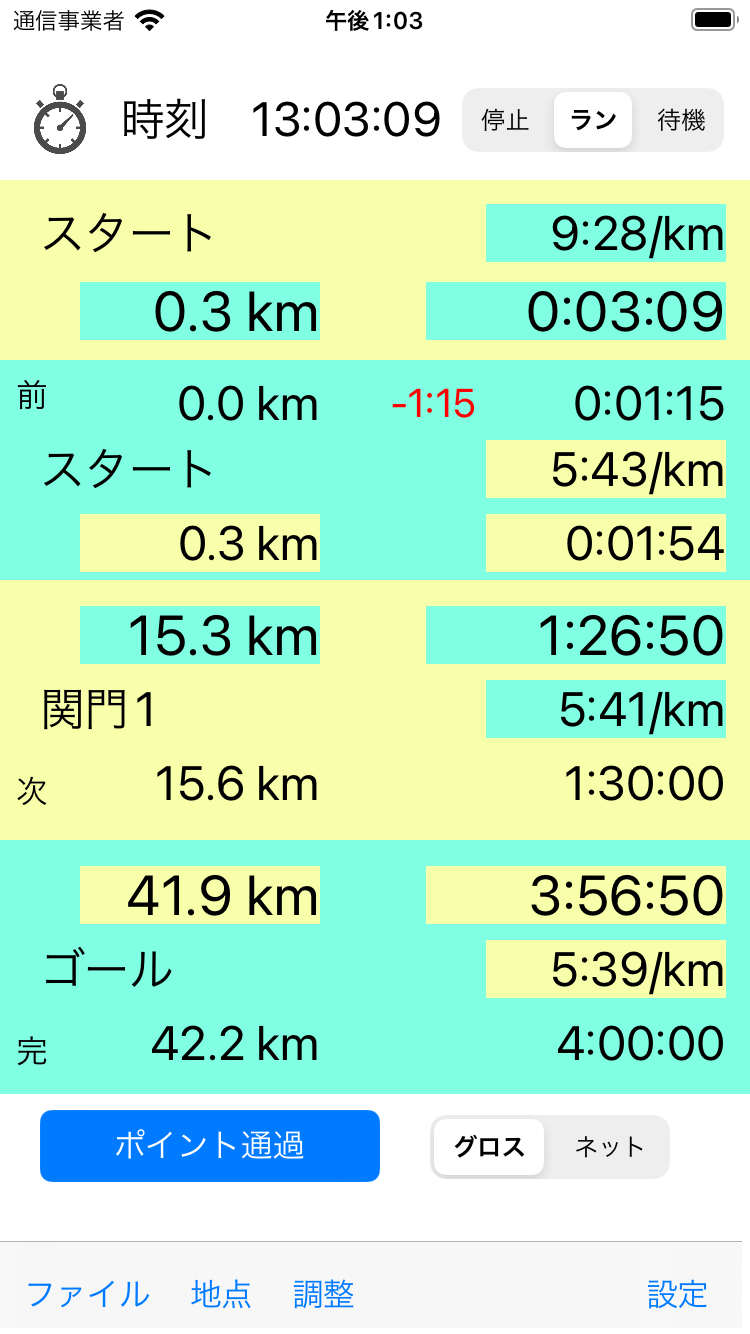 通信事業者 午後1:03
時刻 13:03:09 停止 ラン 待機
スタート 9:28/km
0.3 km 0:03:09
前 0.0 km -1:15 0:01:15
スタート 5:43/km
0.3 km 0:01:54
15.3 km 1:26:50
関門1 5:41/km
次 15.6 km 1:30:00
41.9 km 3:56:50
ゴール 5:39/km
完 42.2 km 4:00:00
ポイント通過 グロス ネット
ファイル 地点 調整 設定